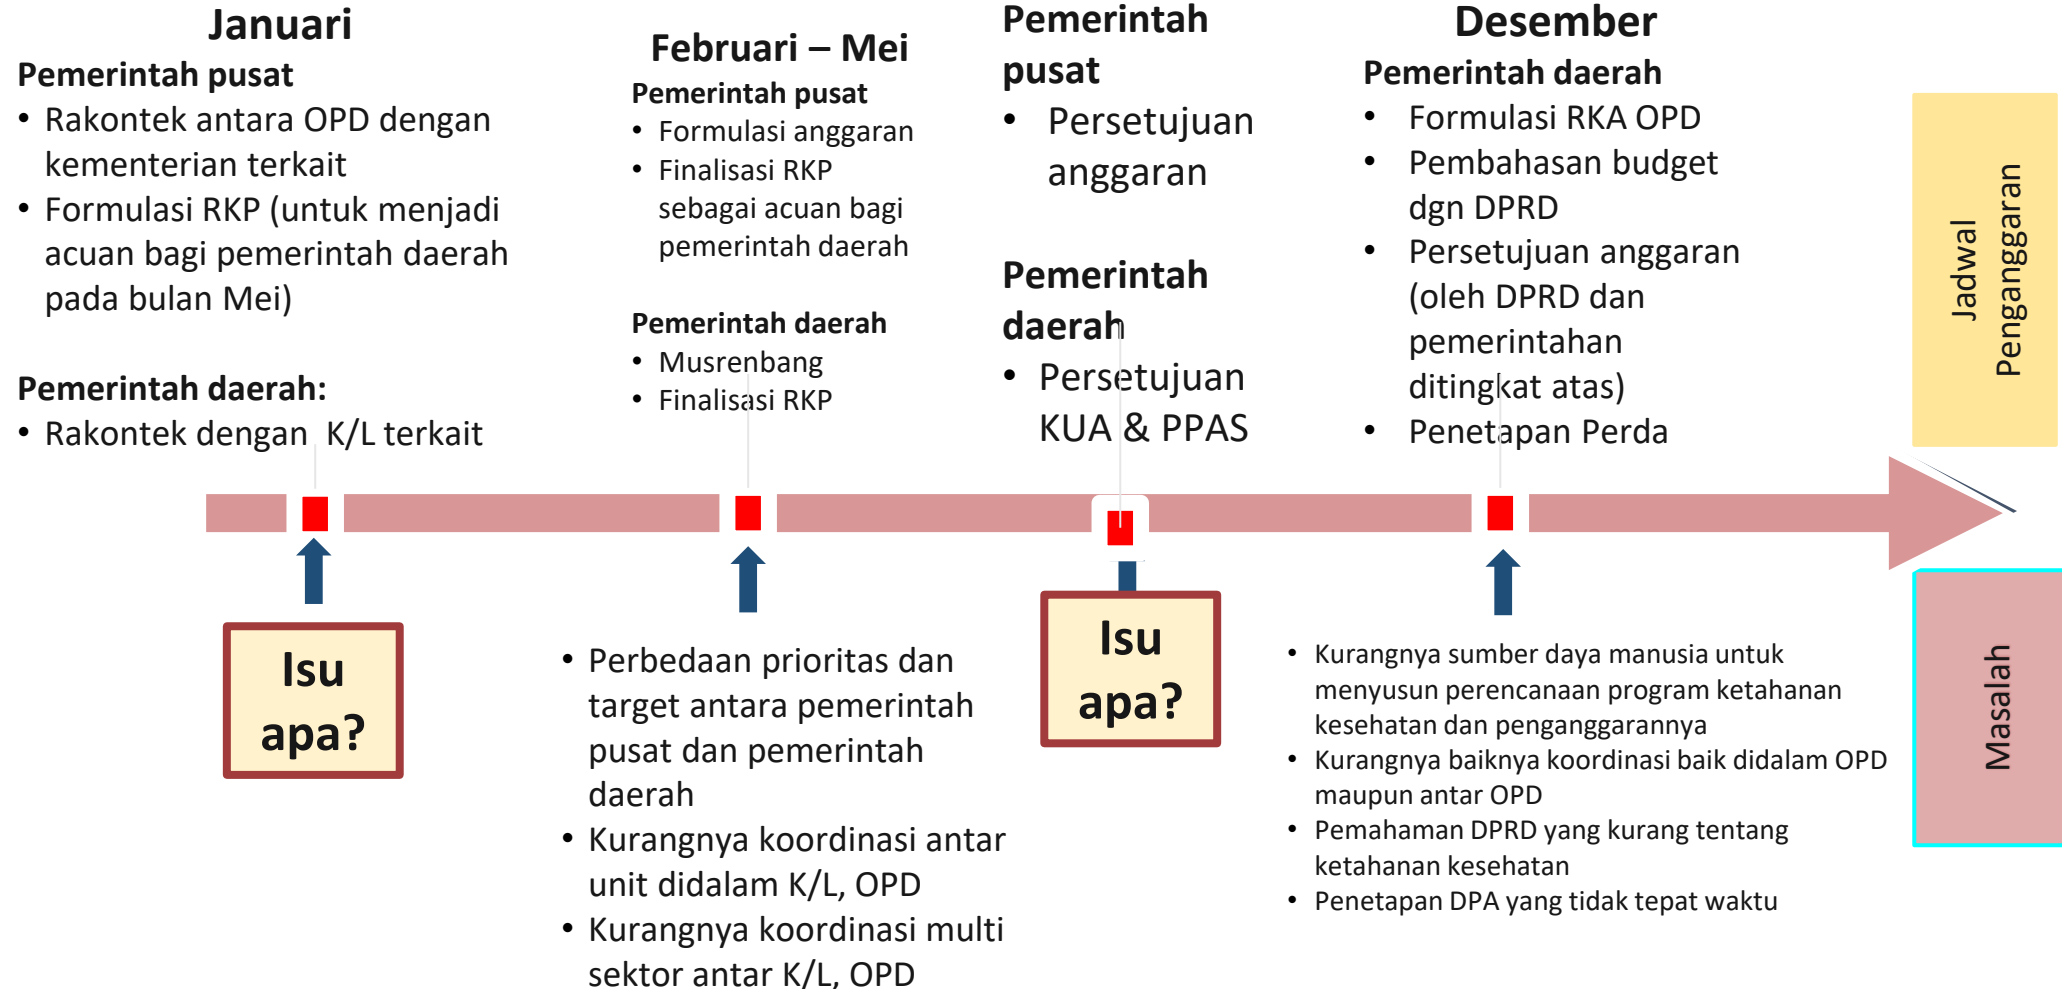 Januari
Pemerintah pusat
• Rakontek antara OPD dengan
kementerian terkait
• Formulasi RKP (untuk menjadi
acuan bagi pemerintah daerah
pada bulan Mei)
Pemerintah daerah:
• Rakontek dengan K/L terkait
Februari – Mei
Pemerintah pusat
• Formulasi anggaran
• Finalisasi RKP
sebagai acuan bagi
pemerintah daerah
Pemerintah daerah
• Musrenbang
• Finalisasi RKP
Pemerintah
pusat
• Persetujuan
anggaran
Pemerintah
daerah
• Persetujuan
KUA & PPAS
Desember
Pemerintah daerah
• Formulasi RKA OPD
• Pembahasan budget
dgn DPRD
• Persetujuan anggaran
(oleh DPRD dan
pemerintahan
ditingkat atas)
• Penetapan Perda
Jadwal
Penganggaran
Isu
apa?
• Perbedaan prioritas dan
target antara pemerintah
pusat dan pemerintah
daerah
• Kurangnya koordinasi antar
unit didalam K/L, OPD
• Kurangnya koordinasi multi
sektor antar K/L, OPD
Isu
apa?
• Kurangnya sumber daya manusia untuk
menyusun perencanaan program ketahanan
kesehatan dan penganggarannya
• Kurangnya baiknya koordinasi baik didalam OPD
maupun antar OPD
• Pemahaman DPRD yang kurang tentang
ketahanan kesehatan
• Penetapan DPA yang tidak tepat waktu
Masalah